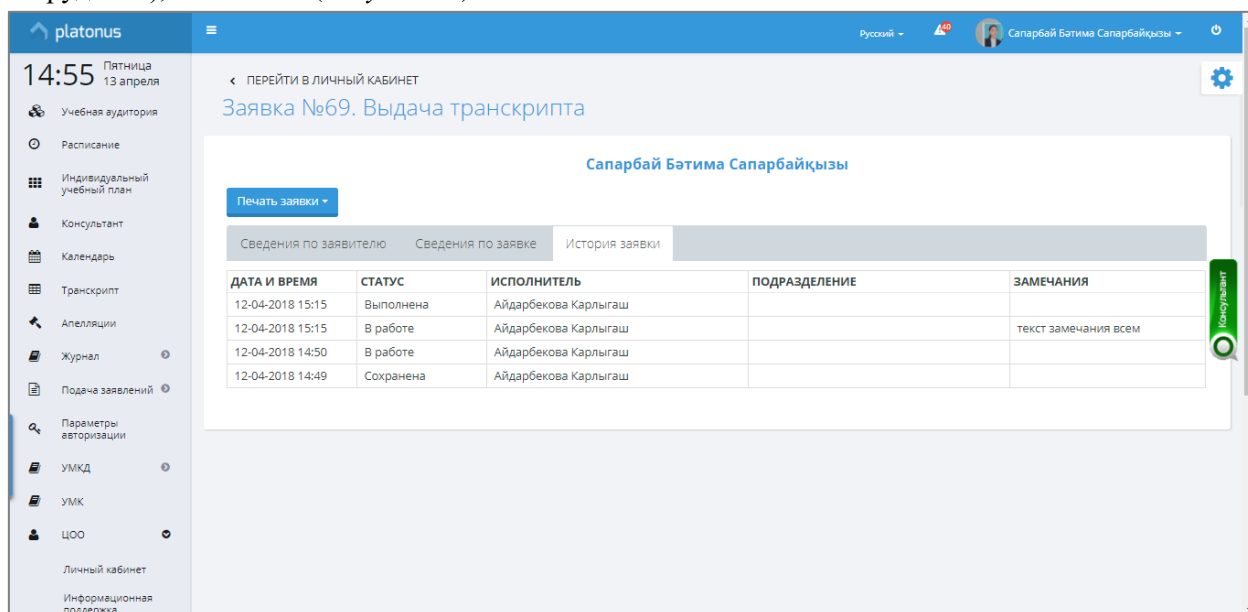 platonus
Русский
40
Сапарбай Бәтима Сапарбайқызы
14:55 Пятница
13 апреля
ПЕРЕЙТИ В ЛИЧНЫЙ КАБИНЕТ
Заявка №69. Выдача транскрипта
Учебная аудитория
Расписание
Индивидуальный
учебный план
Консультант
Календарь
Транскрипт
Апелляции
Журнал
Подача заявлений
Параметры
авторизации
УМКД
УМК
ЦОО
Личный кабинет
Информационная
поддержка
Сапарбай Бәтима Сапарбайқызы
Печать заявки
Сведения по заявителю Сведения по заявке История заявки
ДАТА И ВРЕМЯ СТАТУС ИСПОЛНИТЕЛЬ ПОДРАЗДЕЛЕНИЕ ЗАМЕЧАНИЯ
12-04-2018 15:15 Выполнена Айдарбекова Карлыгаш
12-04-2018 15:15 В работе Айдарбекова Карлыгаш текст замечания всем
12-04-2018 14:50 В работе Айдарбекова Карлыгаш
12-04-2018 14:49 Сохранена Айдарбекова Карлыгаш
Консультант